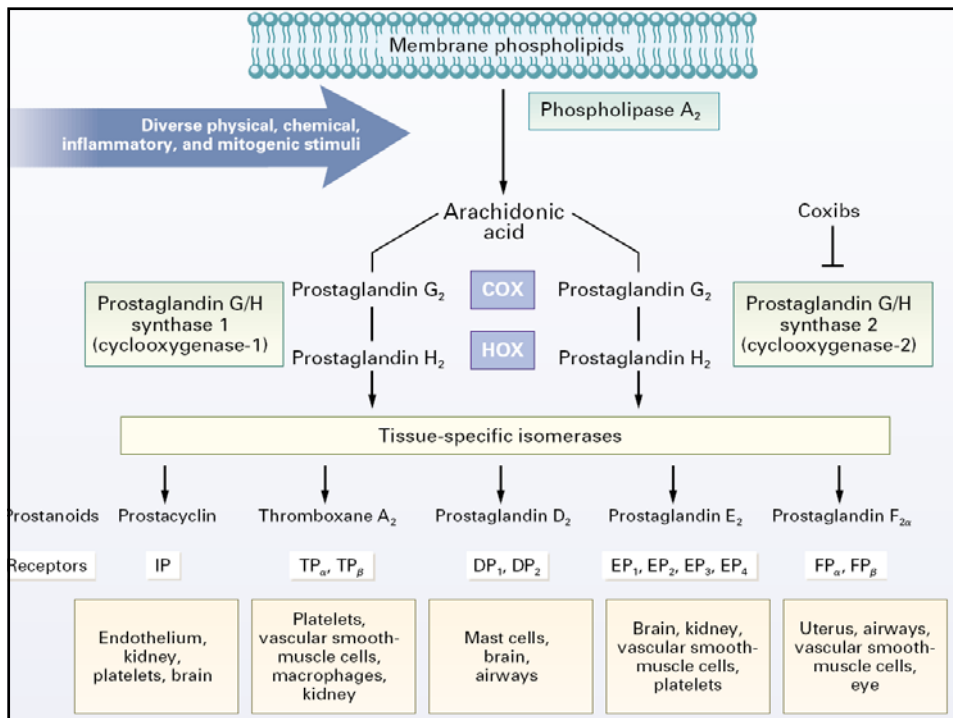 Membrane phospholipids
Phospholipase A₂
Diverse physical, chemical,
inflammatory, and mitogenic stimuli
Arachidonic
acid
Coxibs
Prostaglandin G/H
synthase 1
(cyclooxygenase-1)
Prostaglandin G₂
COX
Prostaglandin G₂
Prostaglandin H₂
HOX
Prostaglandin H₂
Prostaglandin G/H
synthase 2
(cyclooxygenase-2)
Tissue-specific isomerases
Prostanoids
Prostacyclin
Thromboxane A₂
Prostaglandin D₂
Prostaglandin E₂
Prostaglandin F₂α
Receptors
IP
TPα, TPβ
DP₁, DP₂
EP₁, EP₂, EP₃, EP₄
FPα, FPβ
Endothelium,
kidney,
platelets, brain
Platelets,
vascular smooth-
muscle cells,
macrophages,
kidney
Mast cells,
brain,
airways
Brain, kidney,
vascular smooth-
muscle cells,
platelets
Uterus, airways,
vascular smooth-
muscle cells,
eye